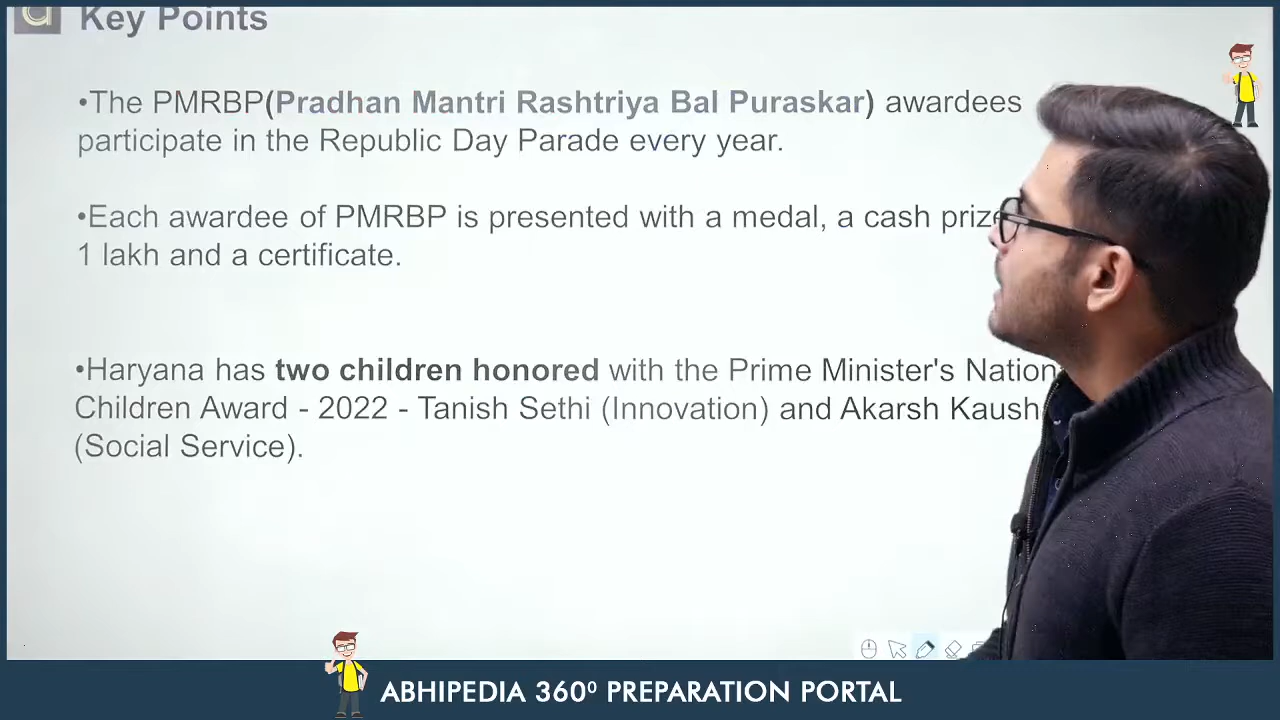 a Key Points
•The PMRBP(Pradhan Mantri Rashtriya Bal Puraskar) awardees
participate in the Republic Day Parade every year.
•Each awardee of PMRBP is presented with a medal, a cash prize
1 lakh and a certificate.
•Haryana has two children honored with the Prime Minister's
Children Award - 2022 - Tanish Sethi (Innovation) and Akarsh
(Social Service).
ABHIPEDIA 360⁰ PREPARATION PORTAL